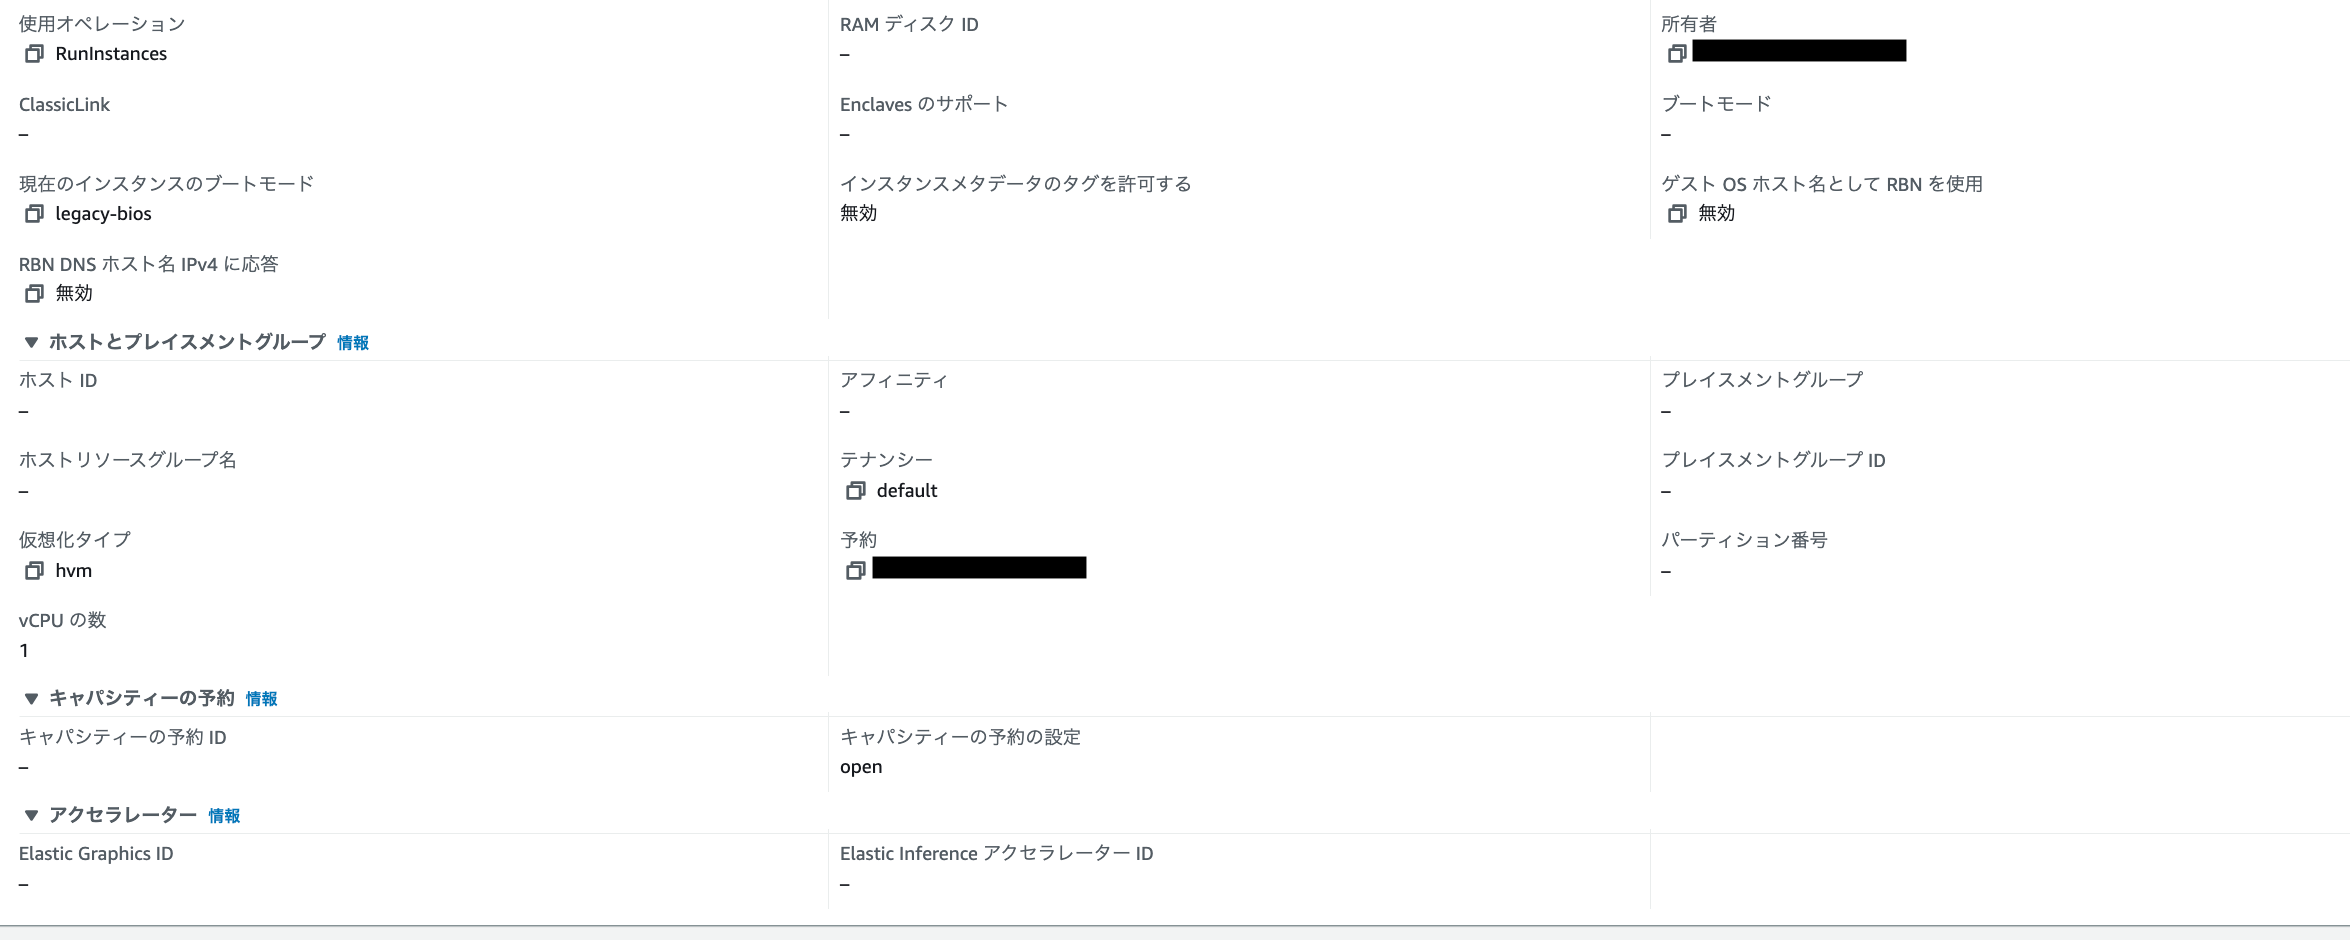 使用オペレーション
RunInstances
RAM ディスク ID
–
所有者
ClassicLink
–
Enclaves のサポート
–
ブートモード
–
現在のインスタンスのブートモード
legacy-bios
インスタンスメタデータのタグを許可する
無効
ゲスト OS ホスト名として RBN を使用
無効
RBN DNS ホスト名 IPv4 に応答
無効
▼ ホストとプレイスメントグループ 情報
ホスト ID
–
アフィニティ
–
プレイスメントグループ
–
ホストリソースグループ名
–
テナンシー
default
プレイスメントグループ ID
–
仮想化タイプ
hvm
予約
パーティション番号
–
vCPU の数
1
▼ キャパシティーの予約 情報
キャパシティーの予約 ID
–
キャパシティーの予約の設定
open
▼ アクセラレーター 情報
Elastic Graphics ID
–
Elastic Inference アクセラレーター ID
–